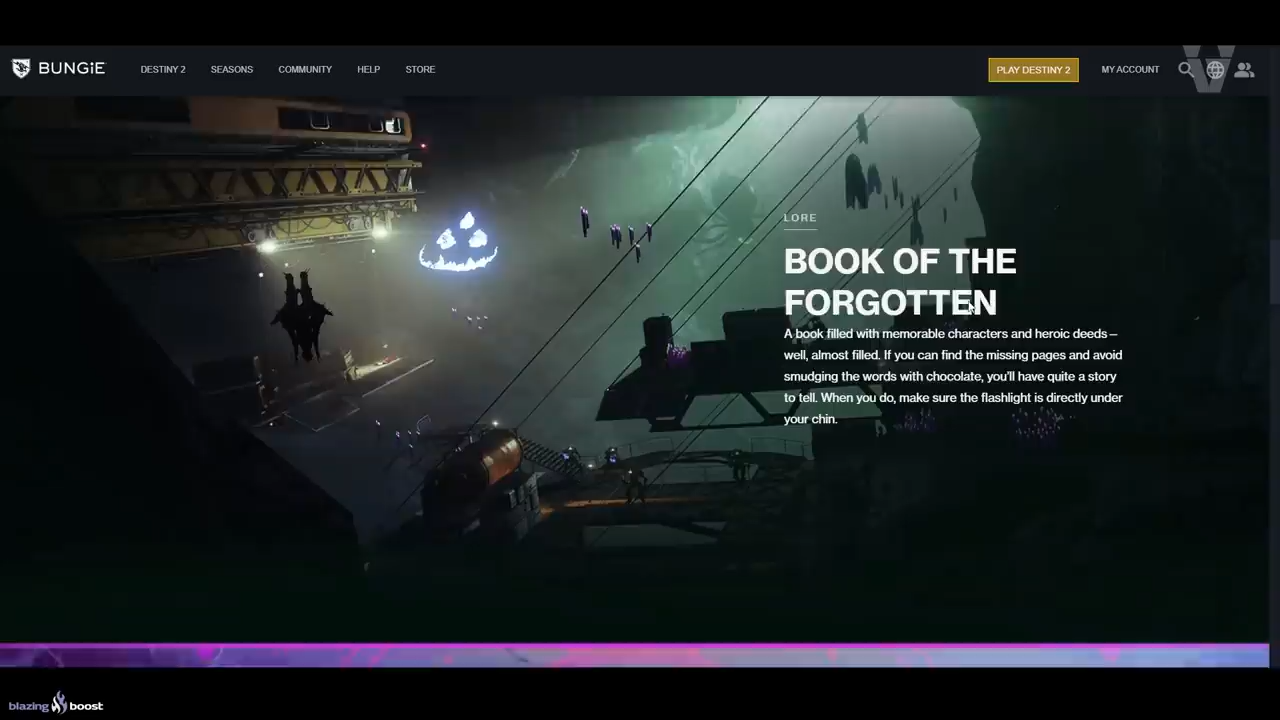 BUNGiE
DESTINY 2
SEASONS
COMMUNITY
HELP
STORE
PLAY DESTINY 2
MY ACCOUNT
LORE
BOOK OF THE
FORGOTTEN
A book filled with memorable characters and heroic deeds—
well, almost filled. If you can find the missing pages and avoid
smudging the words with chocolate, you'll have quite a story
to tell. When you do, make sure the flashlight is directly under
your chin.
blazing boost